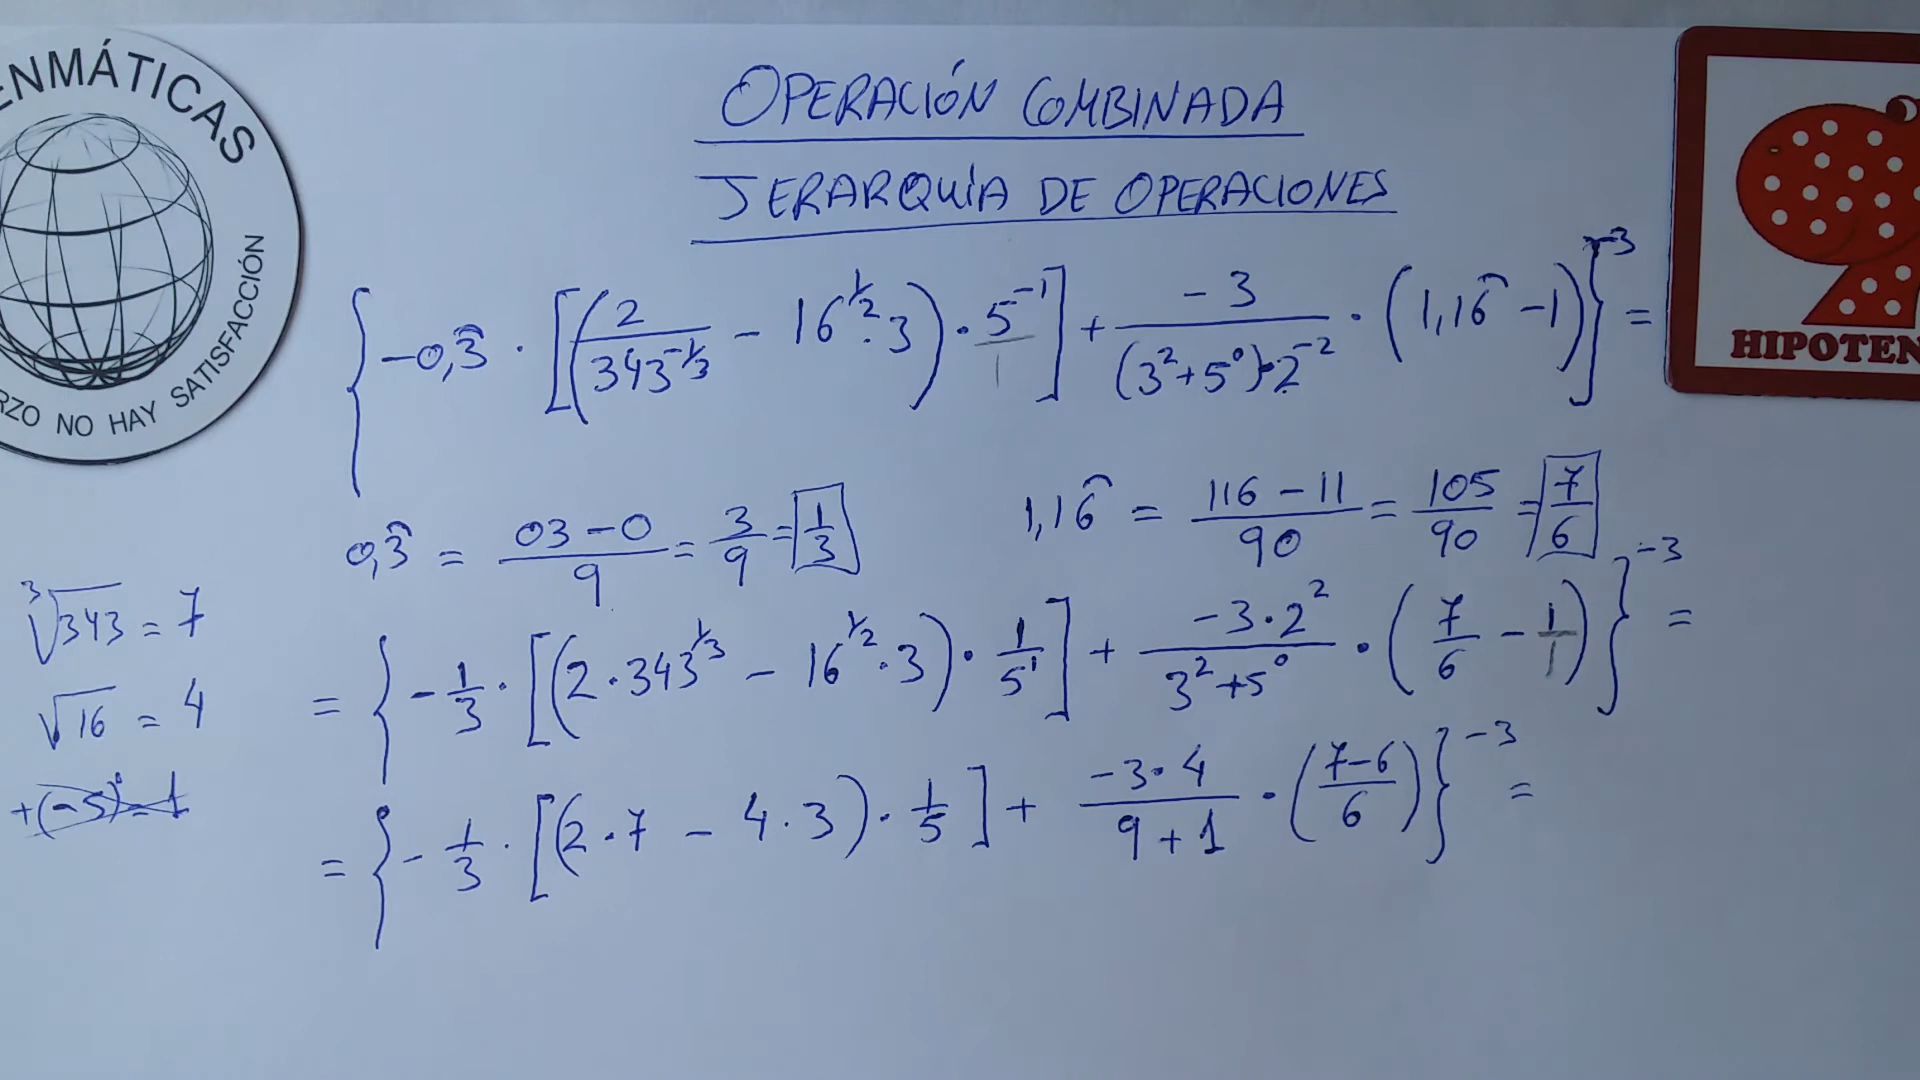 ENMÁTICAS
RZO NO HAY SATISFACCIÓN
HIPOTEN
OPERACIÓN COMBINADA
JERARQUÍA DE OPERACIONES
{-0,3̂ · [(2/343^(-1/3) - 16^(1/2) · 3) · 5^(-1)/1] + -3/((3²+5⁰)·2^(-2)) · (1,16̂ - 1)}^(-3) =
0,3̂ = (03-0)/9 = 3/9 = 1/3
1,16̂ = (116-11)/90 = 105/90 = 7/6
∛343 = 7
√16 = 4
+(-5)⁰=1
= {-1/3 · [(2·343^(1/3) - 16^(1/2)·3) · 1/5¹] + (-3·2²)/(3²+5⁰) · (7/6 - 1/1)}^(-3) =
= {-1/3 · [(2·7 - 4·3) · 1/5] + (-3·4)/(9+1) · ((7-6)/6)}^(-3) =